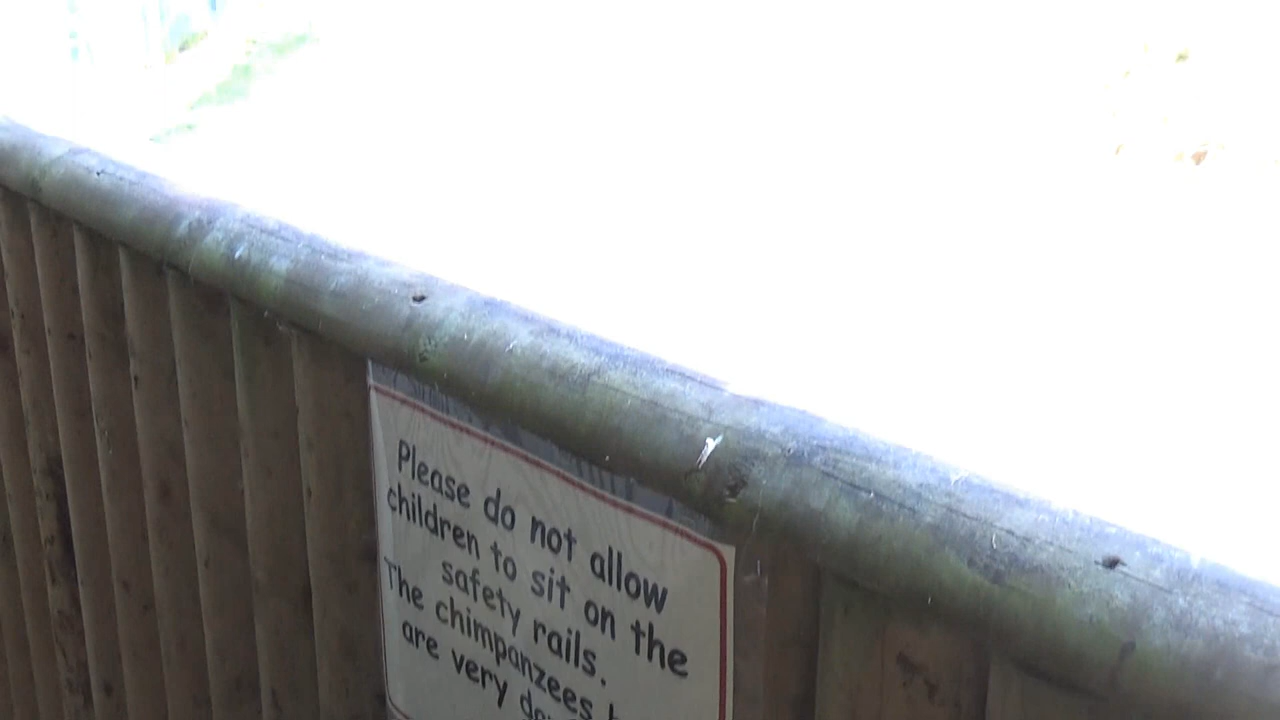 Please do not allow
children to sit on the
safety rails.
The chimpanzees
are very